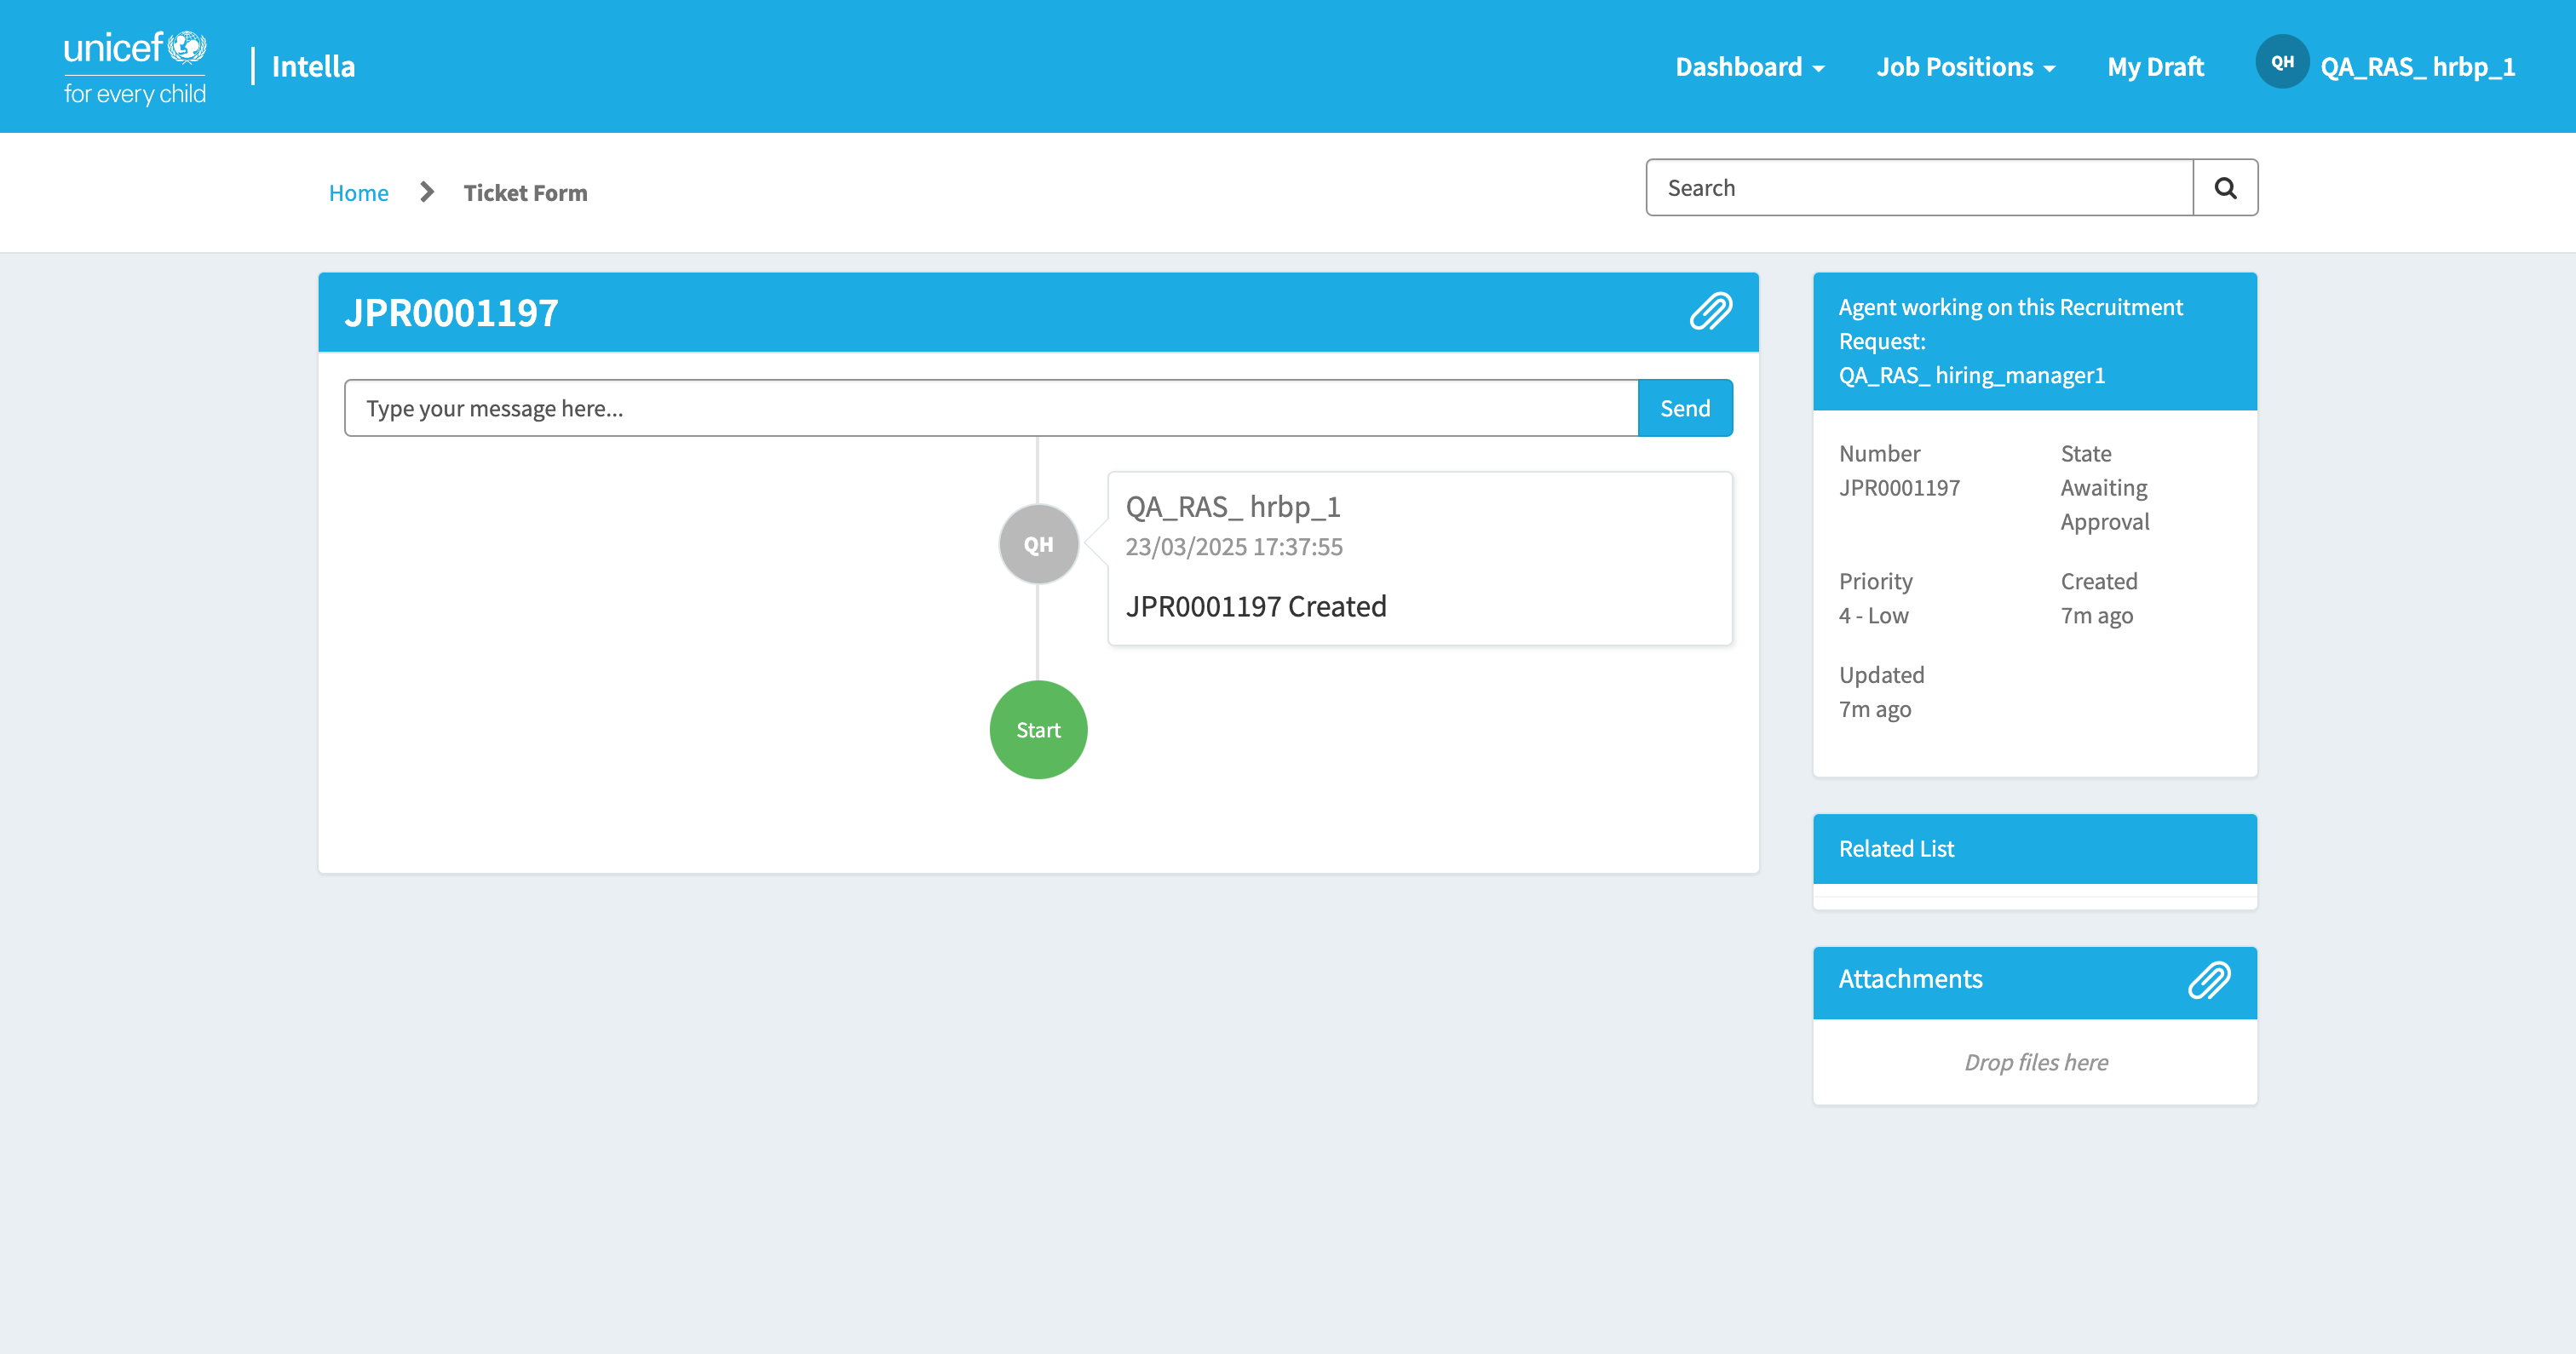 unicef
for every child
Intella
Dashboard
Job Positions
My Draft
QH
QA_RAS_ hrbp_1
Home
Ticket Form
Search
JPR0001197
Type your message here...
Send
QH
QA_RAS_ hrbp_1
23/03/2025 17:37:55
JPR0001197 Created
Start
Agent working on this Recruitment
Request:
QA_RAS_ hiring_manager1
Number
JPR0001197
State
Awaiting
Approval
Priority
4 - Low
Created
7m ago
Updated
7m ago
Related List
Attachments
Drop files here